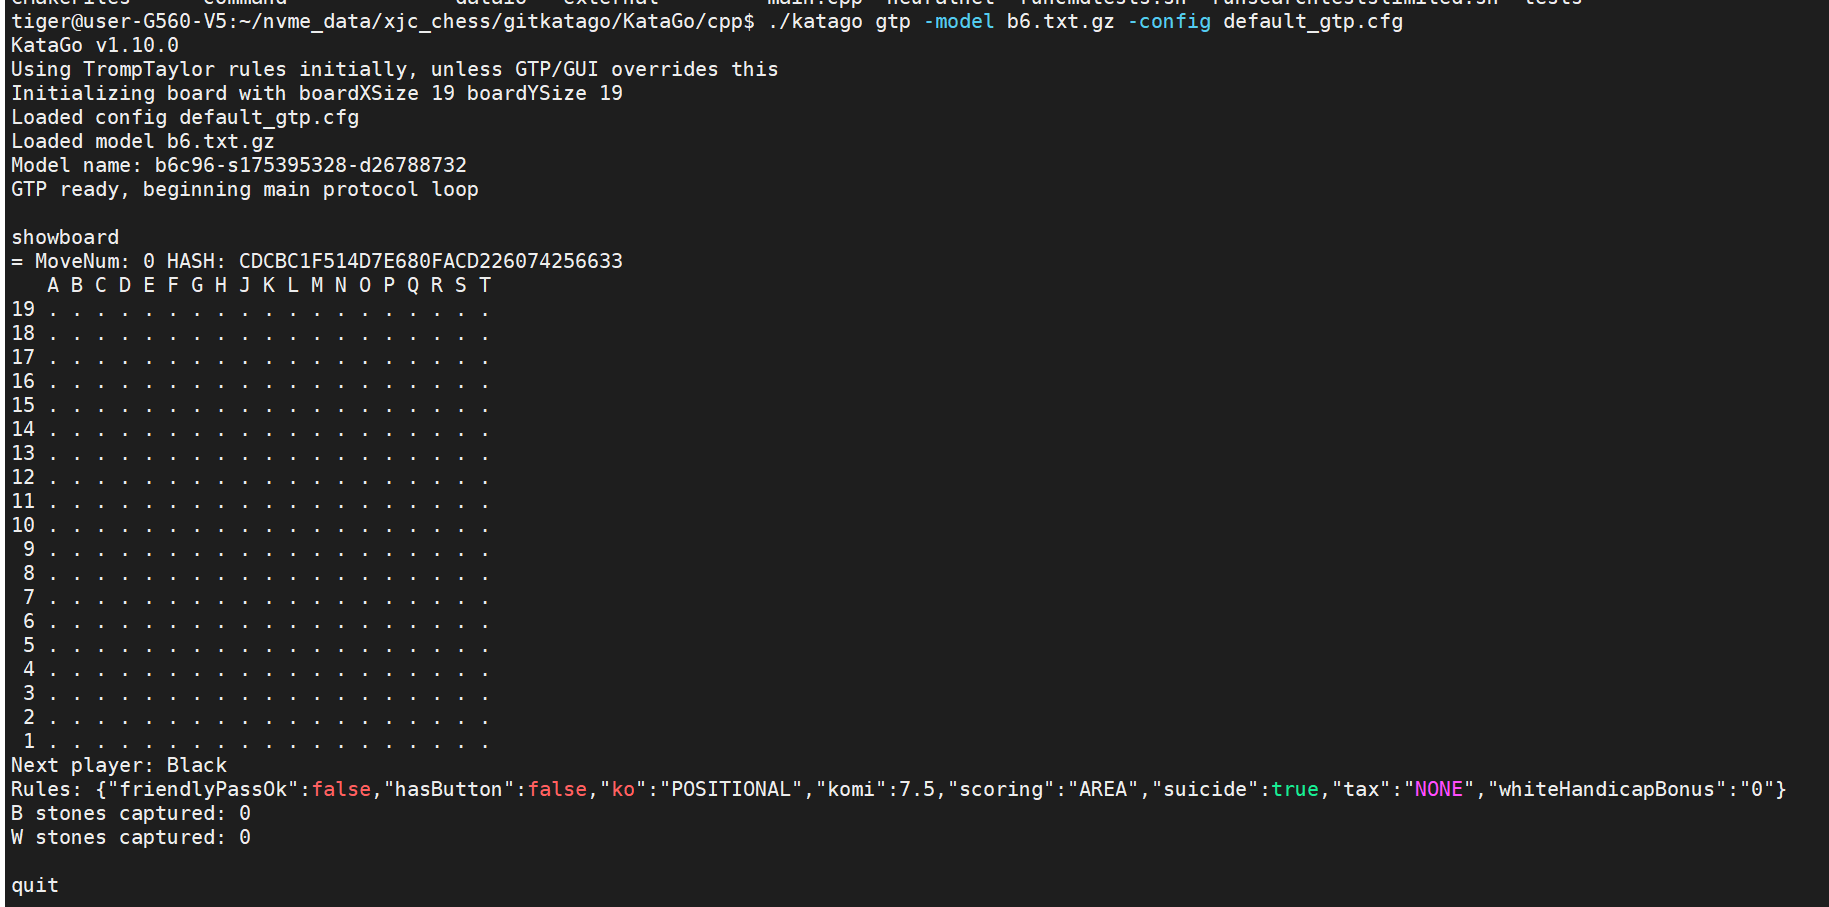 tiger@user-G560-V5:~/nvme_data/xjc_chess/gitkatago/KataGo/cpp$ ./katago gtp -model b6.txt.gz -config default_gtp.cfg
KataGo v1.10.0
Using TrompTaylor rules initially, unless GTP/GUI overrides this
Initializing board with boardXSize 19 boardYSize 19
Loaded config default_gtp.cfg
Loaded model b6.txt.gz
Model name: b6c96-s175395328-d26788732
GTP ready, beginning main protocol loop
showboard
= MoveNum: 0 HASH: CDCBC1F514D7E680FACD226074256633
   A B C D E F G H J K L M N O P Q R S T
19 . . . . . . . . . . . . . . . . . . .
18 . . . . . . . . . . . . . . . . . . .
17 . . . . . . . . . . . . . . . . . . .
16 . . . . . . . . . . . . . . . . . . .
15 . . . . . . . . . . . . . . . . . . .
14 . . . . . . . . . . . . . . . . . . .
13 . . . . . . . . . . . . . . . . . . .
12 . . . . . . . . . . . . . . . . . . .
11 . . . . . . . . . . . . . . . . . . .
10 . . . . . . . . . . . . . . . . . . .
 9 . . . . . . . . . . . . . . . . . . .
 8 . . . . . . . . . . . . . . . . . . .
 7 . . . . . . . . . . . . . . . . . . .
 6 . . . . . . . . . . . . . . . . . . .
 5 . . . . . . . . . . . . . . . . . . .
 4 . . . . . . . . . . . . . . . . . . .
 3 . . . . . . . . . . . . . . . . . . .
 2 . . . . . . . . . . . . . . . . . . .
 1 . . . . . . . . . . . . . . . . . . .
Next player: Black
Rules: {"friendlyPassOk":false,"hasButton":false,"ko":"POSITIONAL","komi":7.5,"scoring":"AREA","suicide":true,"tax":"NONE","whiteHandicapBonus":"0"}
B stones captured: 0
W stones captured: 0
quit